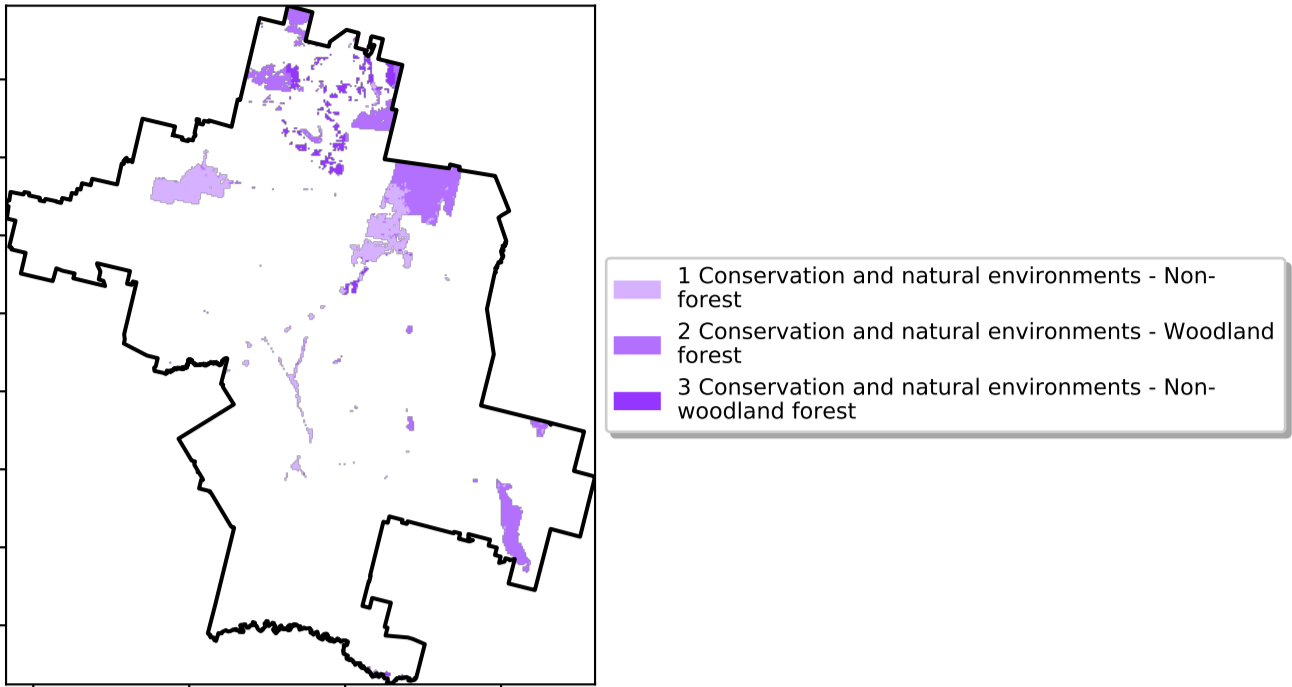 1 Conservation and natural environments - Non-
forest
2 Conservation and natural environments - Woodland
forest
3 Conservation and natural environments - Non-
woodland forest